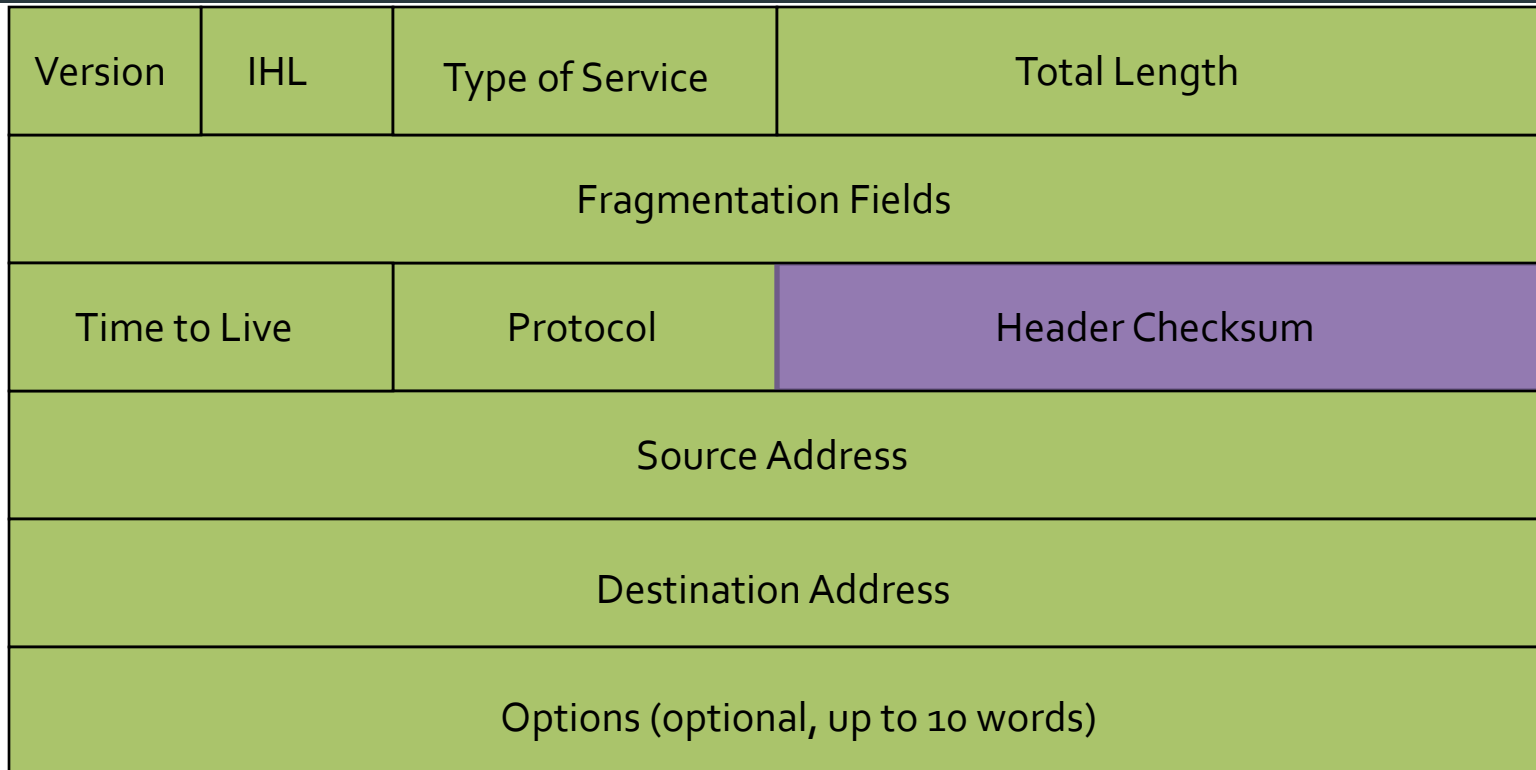 Version IHL Type of Service Total Length
Fragmentation Fields
Time to Live Protocol Header Checksum
Source Address
Destination Address
Options (optional, up to 10 words)